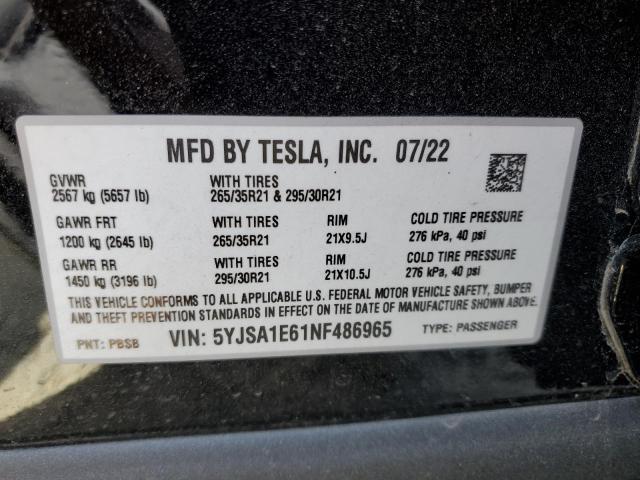 MFD BY TESLA, INC. 07/22
GVWR WITH TIRES
2567 kg (5657 lb) 265/35R21 & 295/30R21
GAWR FRT WITH TIRES RIM COLD TIRE PRESSURE
1200 kg (2645 lb) 265/35R21 21X9.5J 276 kPa, 40 psi
GAWR RR WITH TIRES RIM COLD TIRE PRESSURE
1450 kg (3196 lb) 295/30R21 21X10.5J 276 kPa, 40 psi
THIS VEHICLE CONFORMS TO ALL APPLICABLE U.S. FEDERAL MOTOR VEHICLE SAFETY, BUMPER
AND THEFT PREVENTION STANDARDS IN EFFECT ON THE DATE OF MANUFACTURE SHOWN ABOVE.
PNT: PBSB VIN: 5YJSA1E61NF486965 TYPE: PASSENGER